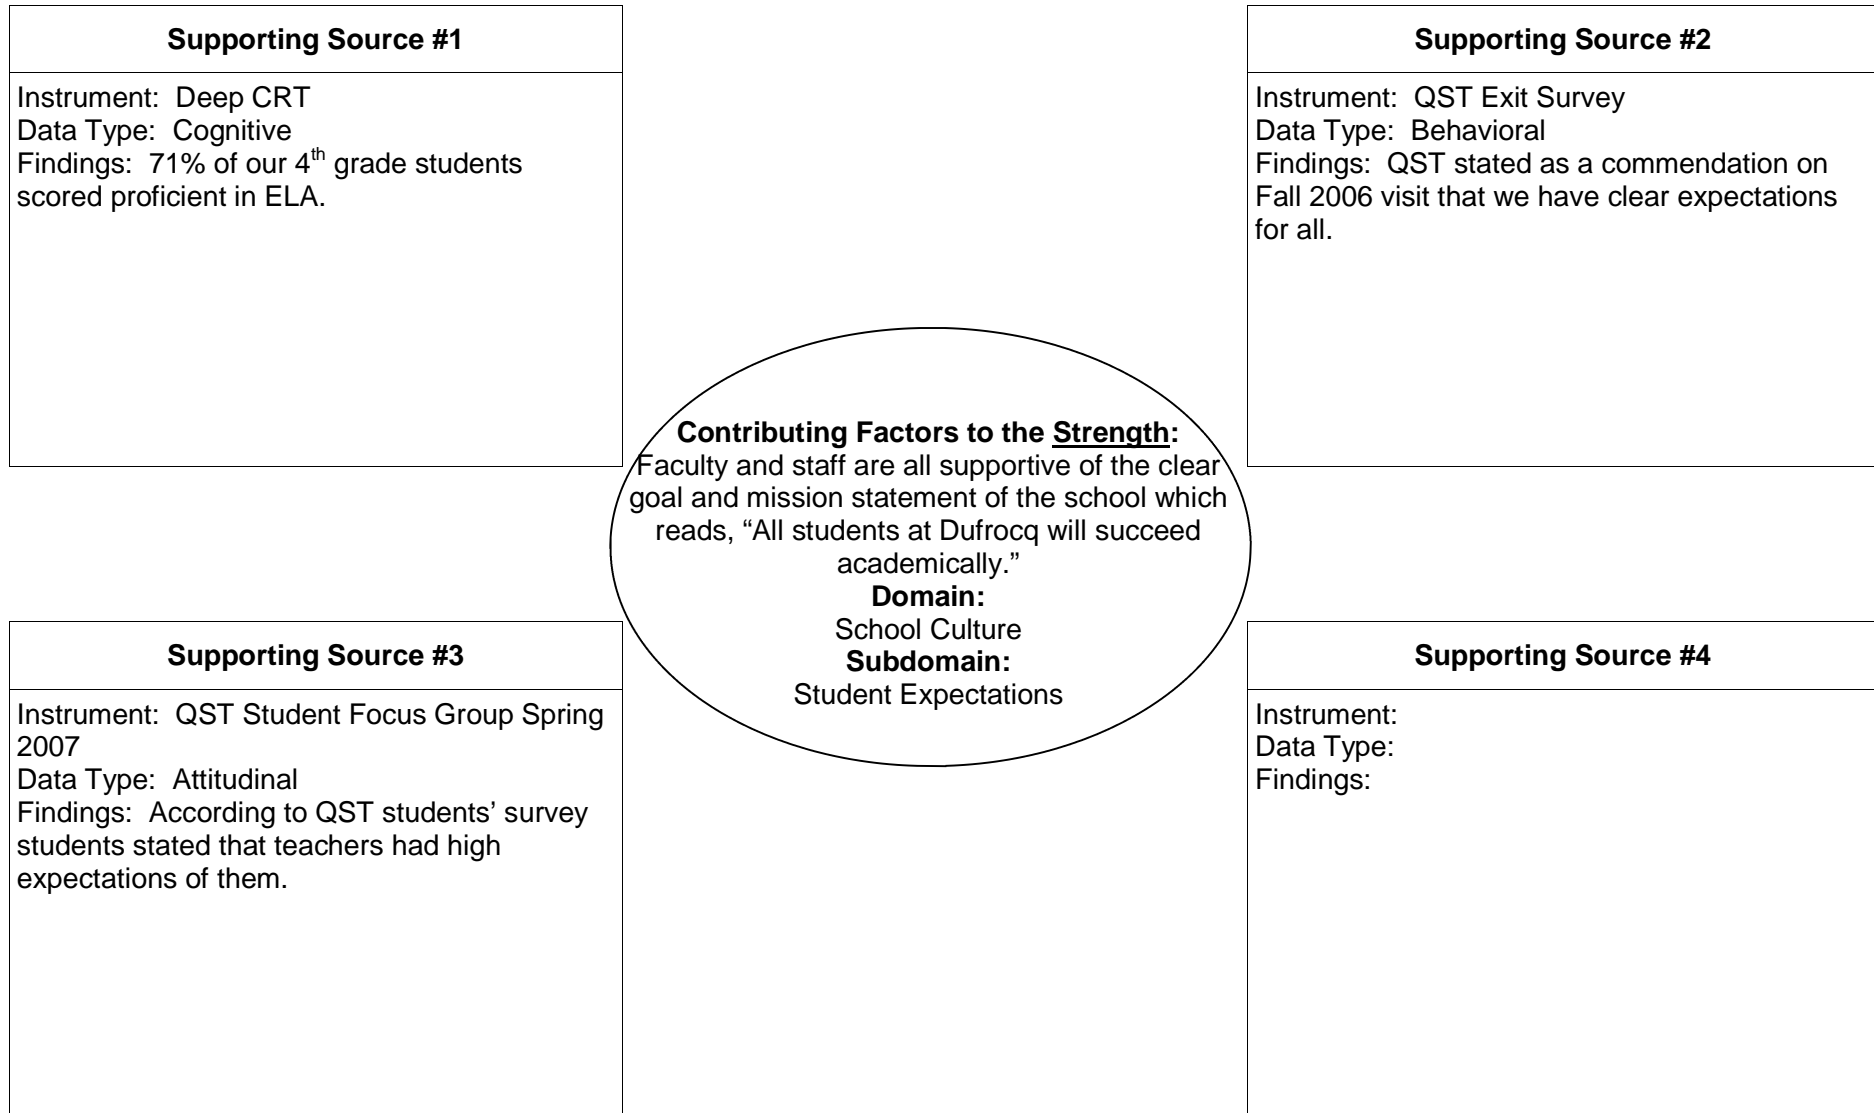 Supporting Source #1
Instrument:  Deep CRT
Data Type:  Cognitive
Findings:  71% of our 4th grade students
scored proficient in ELA.
Supporting Source #2
Instrument:  QST Exit Survey
Data Type:  Behavioral
Findings:  QST stated as a commendation on
Fall 2006 visit that we have clear expectations
for all.
Contributing Factors to the Strength:
Faculty and staff are all supportive of the clear
goal and mission statement of the school which
reads, “All students at Dufrocq will succeed
academically.”
Domain:
School Culture
Subdomain:
Student Expectations
Supporting Source #3
Instrument:  QST Student Focus Group Spring
2007
Data Type:  Attitudinal
Findings:  According to QST students’ survey
students stated that teachers had high
expectations of them.
Supporting Source #4
Instrument:
Data Type:
Findings: